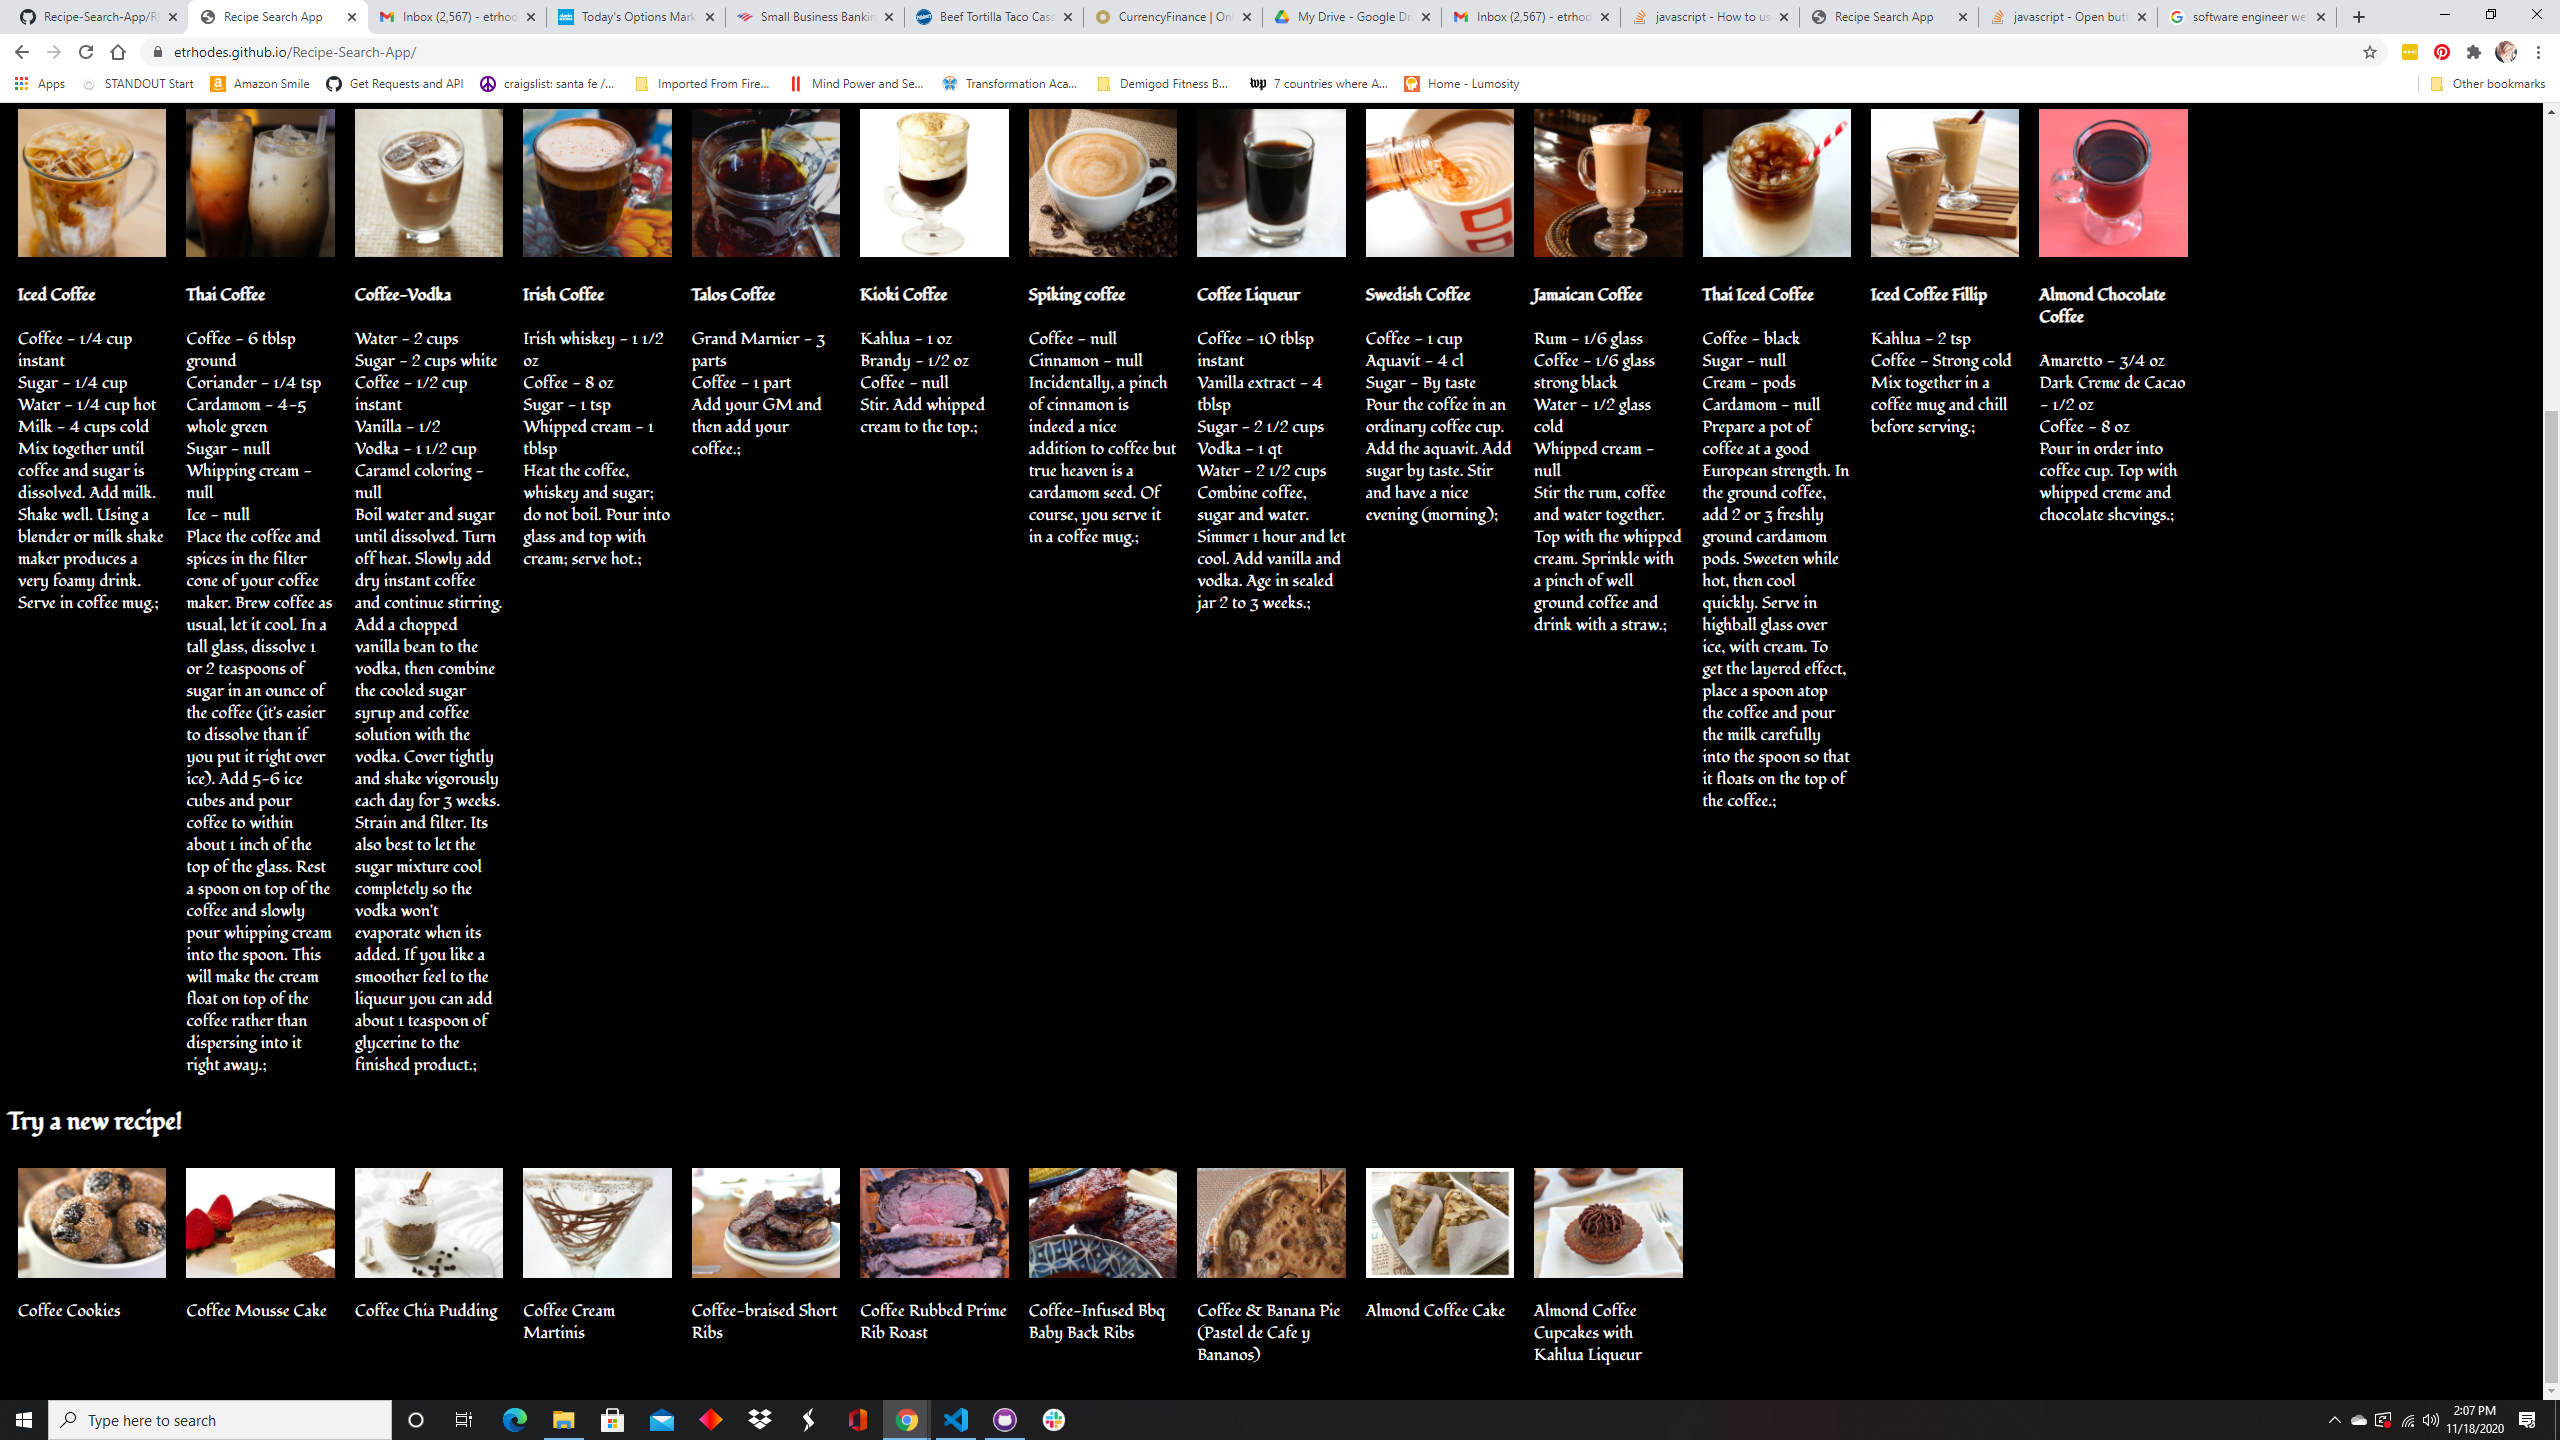 Recipe-Search-App/RE
Recipe Search App
Inbox (2,567) - etrhod
Today's Options Mark
Small Business Bankin
Beef Tortilla Taco Cass
CurrencyFinance | Onl
My Drive - Google Dr
Inbox (2,567) - etrhod
javascript - How to us
Recipe Search App
javascript - Open butt
software engineer we
etrhodes.github.io/Recipe-Search-App/
Apps
STANDOUT Start
Amazon Smile
Get Requests and API
craigslist: santa fe /...
Imported From Fire...
Mind Power and Se...
Transformation Aca...
Demigod Fitness B...
7 countries where A...
Home - Lumosity
Other bookmarks
Iced Coffee
Coffee - 1/4 cup
instant
Sugar - 1/4 cup
Water - 1/4 cup hot
Milk - 4 cups cold
Mix together until
coffee and sugar is
dissolved. Add milk.
Shake well. Using a
blender or milk shake
maker produces a
very foamy drink.
Serve in coffee mug.;
Thai Coffee
Coffee - 6 tblsp
ground
Coriander - 1/4 tsp
Cardamom - 4-5
whole green
Sugar - null
Whipping cream -
null
Ice - null
Place the coffee and
spices in the filter
cone of your coffee
maker. Brew coffee as
usual, let it cool. In a
tall glass, dissolve 1
or 2 teaspoons of
sugar in an ounce of
the coffee (it's easier
to dissolve than if
you put it right over
ice). Add 5-6 ice
cubes and pour
coffee to within
about 1 inch of the
top of the glass. Rest
a spoon on top of the
coffee and slowly
pour whipping cream
into the spoon. This
will make the cream
float on top of the
coffee rather than
dispersing into it
right away.;
Coffee-Vodka
Water - 2 cups
Sugar - 2 cups white
Coffee - 1/2 cup
instant
Vanilla - 1/2
Vodka - 1 1/2 cup
Caramel coloring -
null
Boil water and sugar
until dissolved. Turn
off heat. Slowly add
dry instant coffee
and continue stirring.
Add a chopped
vanilla bean to the
vodka, then combine
the cooled sugar
syrup and coffee
solution with the
vodka. Cover tightly
and shake vigorously
each day for 3 weeks.
Strain and filter. Its
also best to let the
sugar mixture cool
completely so the
vodka won't
evaporate when its
added. If you like a
smoother feel to the
liqueur you can add
about 1 teaspoon of
glycerine to the
finished product.;
Irish Coffee
Irish whiskey - 1 1/2
oz
Coffee - 8 oz
Sugar - 1 tsp
Whipped cream - 1
tblsp
Heat the coffee,
whiskey and sugar;
do not boil. Pour into
glass and top with
cream; serve hot.;
Talos Coffee
Grand Marnier - 3
parts
Coffee - 1 part
Add your GM and
then add your
coffee.;
Kioki Coffee
Kahlua - 1 oz
Brandy - 1/2 oz
Coffee - null
Stir. Add whipped
cream to the top.;
Spiking coffee
Coffee - null
Cinnamon - null
Incidentally, a pinch
of cinnamon is
indeed a nice
addition to coffee but
true heaven is a
cardamom seed. Of
course, you serve it
in a coffee mug.;
Coffee Liqueur
Coffee - 10 tblsp
instant
Vanilla extract - 4
tblsp
Sugar - 2 1/2 cups
Vodka - 1 qt
Water - 2 1/2 cups
Combine coffee,
sugar and water.
Simmer 1 hour and let
cool. Add vanilla and
vodka. Age in sealed
jar 2 to 3 weeks.;
Swedish Coffee
Coffee - 1 cup
Aquavit - 4 cl
Sugar - By taste
Pour the coffee in an
ordinary coffee cup.
Add the aquavit. Add
sugar by taste. Stir
and have a nice
evening (morning);
Jamaican Coffee
Rum - 1/6 glass
Coffee - 1/6 glass
strong black
Water - 1/2 glass
cold
Whipped cream -
null
Stir the rum, coffee
and water together.
Top with the whipped
cream. Sprinkle with
a pinch of well
ground coffee and
drink with a straw.;
Thai Iced Coffee
Coffee - black
Sugar - null
Cream - pods
Cardamom - null
Prepare a pot of
coffee at a good
European strength. In
the ground coffee,
add 2 or 3 freshly
ground cardamom
pods. Sweeten while
hot, then cool
quickly. Serve in
highball glass over
ice, with cream. To
get the layered effect,
place a spoon atop
the coffee and pour
the milk carefully
into the spoon so that
it floats on the top of
the coffee.;
Iced Coffee Fillip
Kahlua - 2 tsp
Coffee - Strong cold
Mix together in a
coffee mug and chill
before serving.;
Almond Chocolate
Coffee
Amaretto - 3/4 oz
Dark Creme de Cacao
- 1/2 oz
Coffee - 8 oz
Pour in order into
coffee cup. Top with
whipped creme and
chocolate shcvings.;
Try a new recipe!
Coffee Cookies
Coffee Mousse Cake
Coffee Chia Pudding
Coffee Cream
Martinis
Coffee-braised Short
Ribs
Coffee Rubbed Prime
Rib Roast
Coffee-Infused Bbq
Baby Back Ribs
Coffee & Banana Pie
(Pastel de Cafe y
Bananos)
Almond Coffee Cake
Almond Coffee
Cupcakes with
Kahlua Liqueur
Type here to search
2:07 PM
11/18/2020